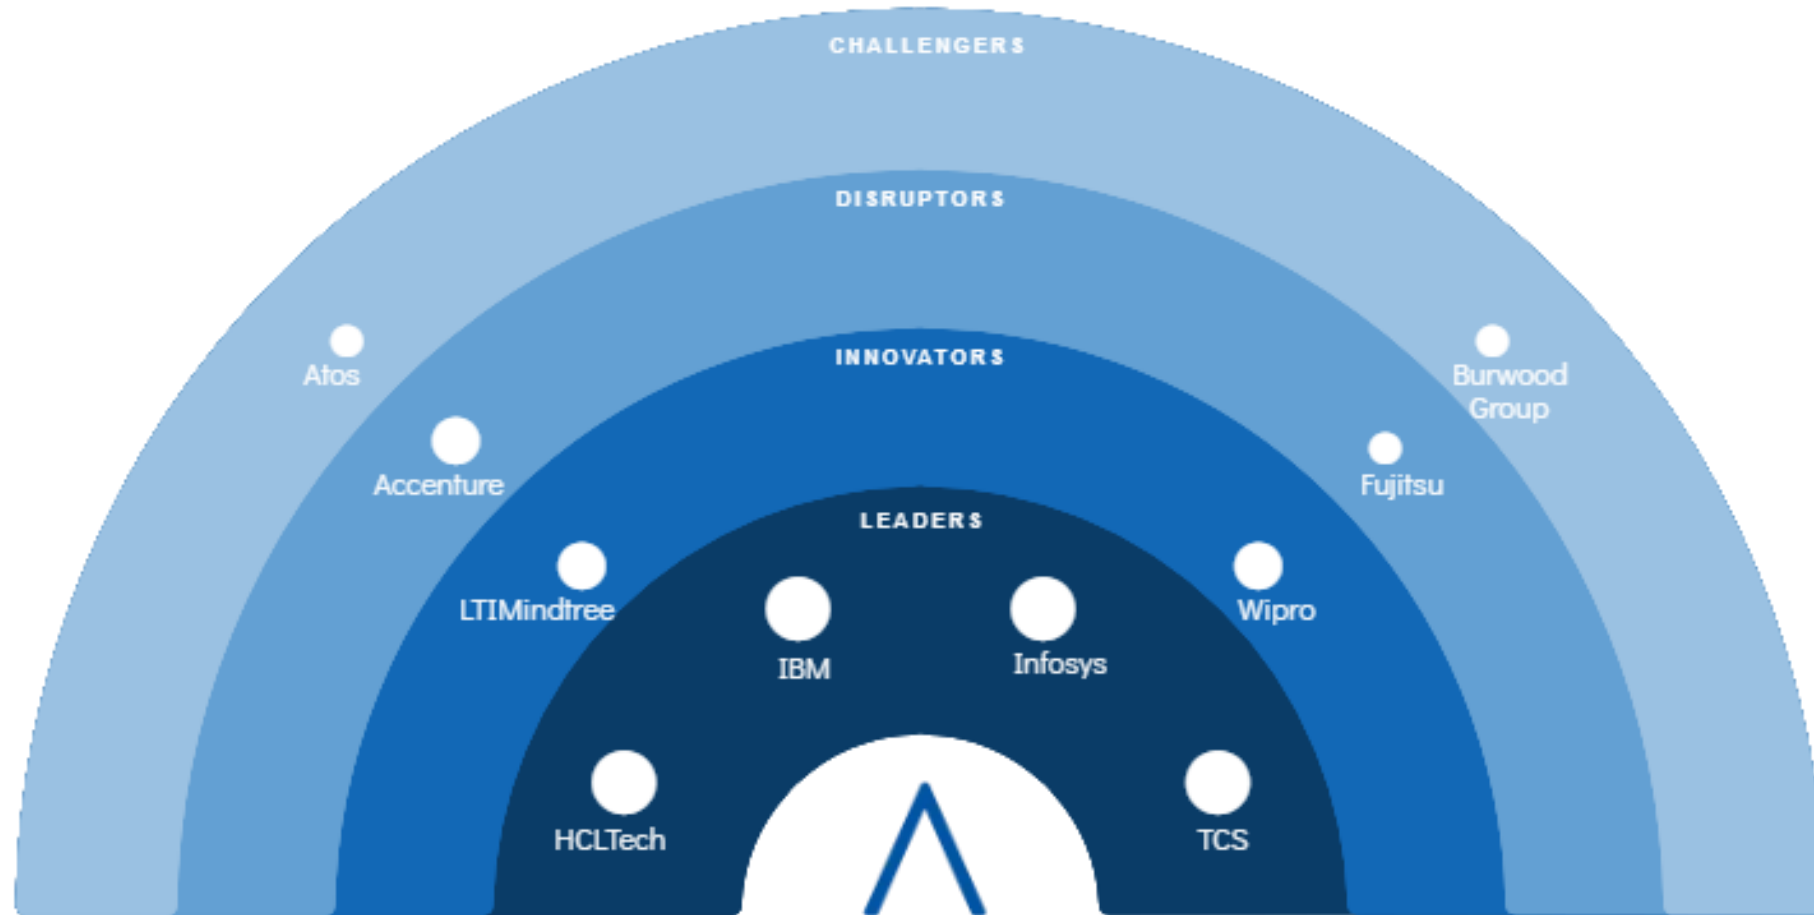 CHALLENGERS
DISRUPTORS
INNOVATORS
LEADERS
Atos
Burwood
Group
Accenture
Fujitsu
LTIMindtree
Wipro
IBM
Infosys
HCLTech
TCS